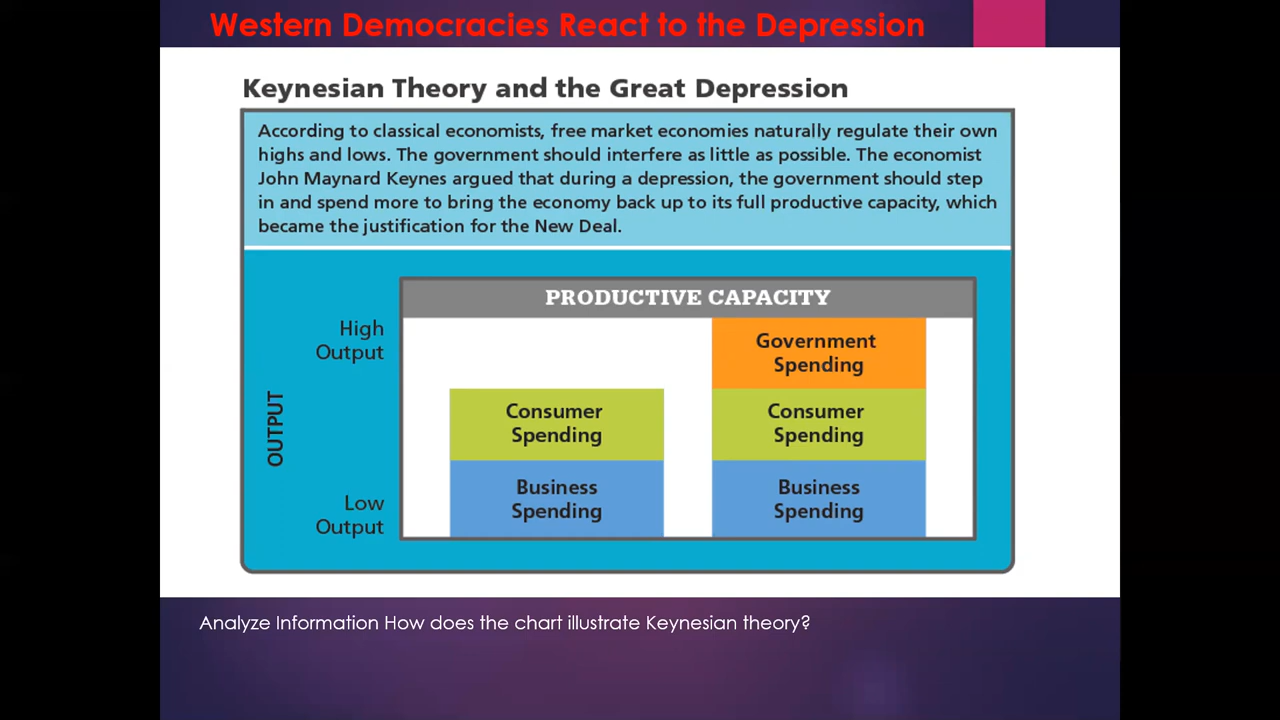 Western Democracies React to the Depression
Keynesian Theory and the Great Depression
According to classical economists, free market economies naturally regulate their own
highs and lows. The government should interfere as little as possible. The economist
John Maynard Keynes argued that during a depression, the government should step
in and spend more to bring the economy back up to its full productive capacity, which
became the justification for the New Deal.
PRODUCTIVE CAPACITY
High
Output
OUTPUT
Low
Output
Consumer
Spending
Business
Spending
Government
Spending
Consumer
Spending
Business
Spending
Analyze Information How does the chart illustrate Keynesian theory?